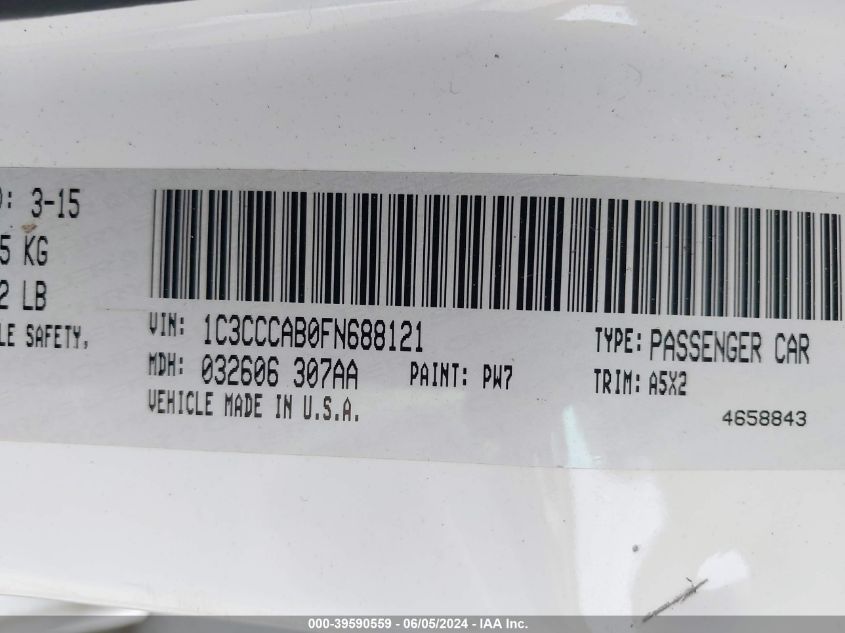 D: 3-15
5 KG
2 LB
LE SAFETY,
VIN: 1C3CCCAB0FN688121
TYPE: PASSENGER CAR
MDH: 032606 307AA
PAINT: PW7
TRIM: A5X2
VEHICLE MADE IN U.S.A.
4658843
000-39590559 - 06/05/2024 - IAA Inc.